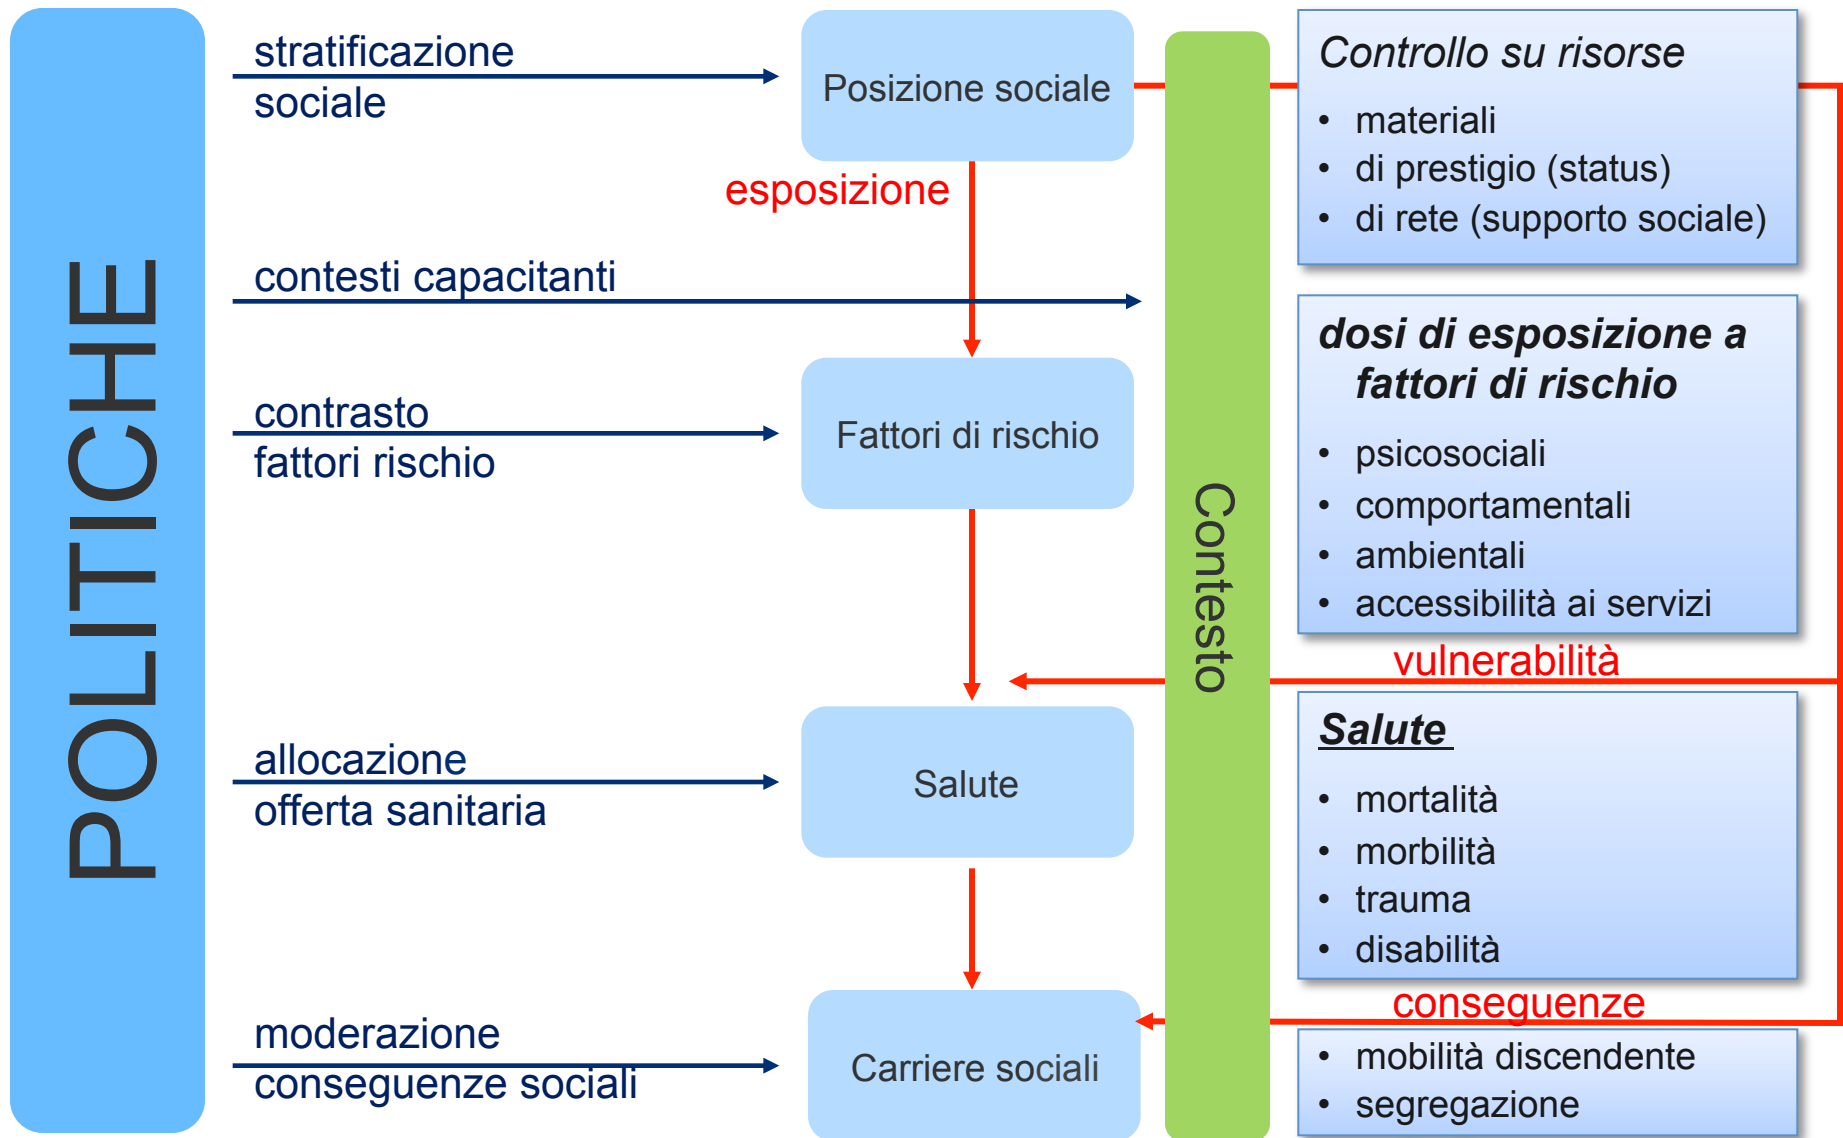 POLITICHE
stratificazione
sociale
contesti capacitanti
contrasto
fattori rischio
allocazione
offerta sanitaria
moderazione
conseguenze sociali
Posizione sociale
esposizione
Fattori di rischio
Salute
Carriere sociali
Contesto
Controllo su risorse
• materiali
• di prestigio (status)
• di rete (supporto sociale)
dosi di esposizione a
fattori di rischio
• psicosociali
• comportamentali
• ambientali
• accessibilità ai servizi
vulnerabilità
Salute
• mortalità
• morbilità
• trauma
• disabilità
conseguenze
• mobilità discendente
• segregazione